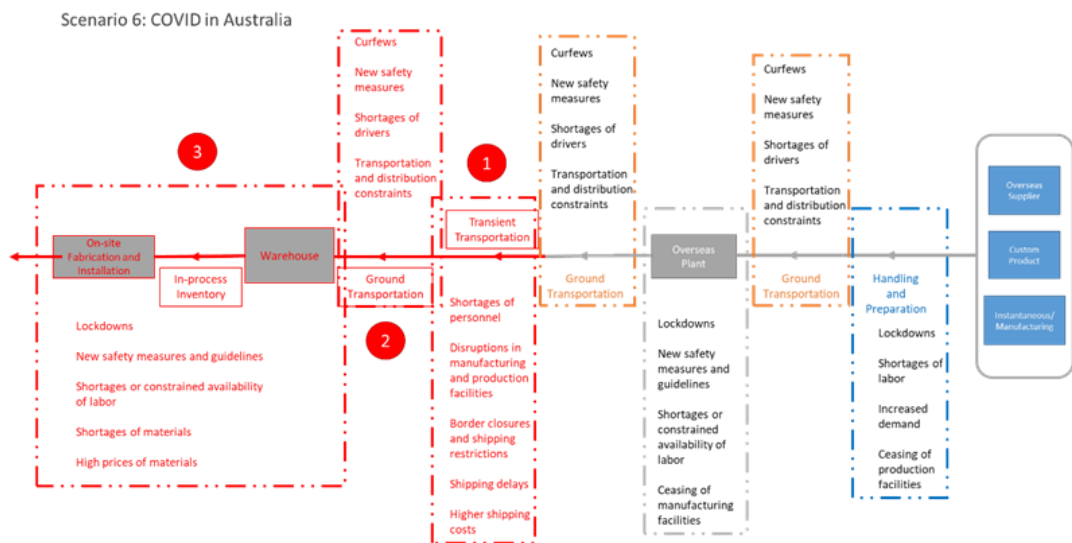 Scenario 6: COVID in Australia
3
On-site
Fabrication and
Installation
In-process
Inventory
Warehouse
Lockdowns
New safety measures and guidelines
Shortages or constrained availability
of labor
Shortages of materials
High prices of materials
Curfews
New safety
measures
Shortages of
drivers
Transportation
and distribution
constraints
Ground
Transportation
2
1
Transient
Transportation
Shortages of
personnel
Disruptions in
manufacturing
and production
facilities
Border closures
and shipping
restrictions
Shipping delays
Higher shipping
costs
Curfews
New safety
measures
Shortages of
drivers
Transportation
and distribution
constraints
Ground
Transportation
Overseas
Plant
Lockdowns
New safety
measures and
guidelines
Shortages or
constrained
availability of
labor
Ceasing of
manufacturing
facilities
Curfews
New safety
measures
Shortages of
drivers
Transportation
and distribution
constraints
Ground
Transportation
Handling
and
Preparation
Lockdowns
Shortages of
labor
Increased
demand
Ceasing of
production
facilities
Overseas
Supplier
Custom
Product
Instantaneous/
Manufacturing